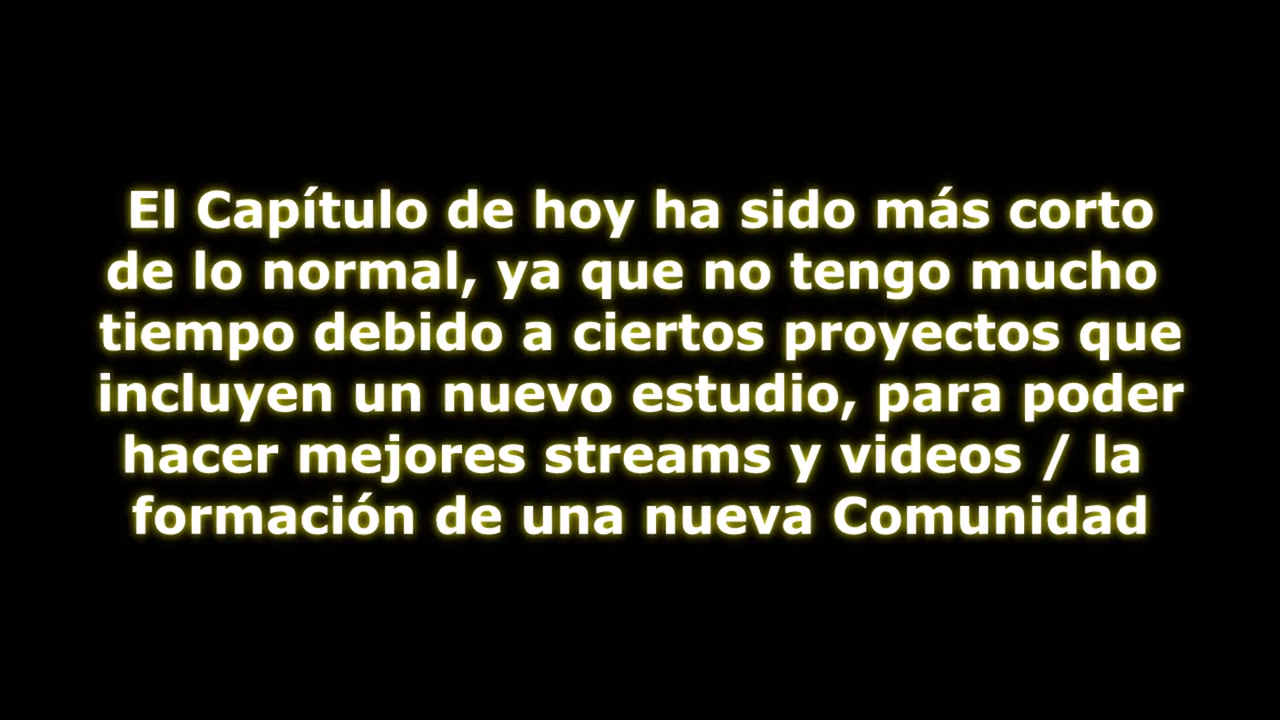 El Capítulo de hoy ha sido más corto
de lo normal, ya que no tengo mucho
tiempo debido a ciertos proyectos que
incluyen un nuevo estudio, para poder
hacer mejores streams y videos / la
formación de una nueva Comunidad